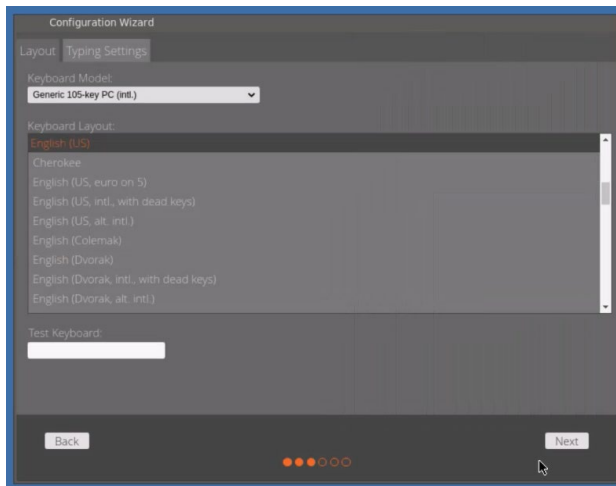 Configuration Wizard
Layout Typing Settings
Keyboard Model:
Generic 105-key PC (intl.)
Keyboard Layout:
English (US)
Cherokee
English (US, euro on 5)
English (US, intl., with dead keys)
English (US, alt. intl.)
English (Colemak)
English (Dvorak)
English (Dvorak, intl., with dead keys)
English (Dvorak, alt. intl.)
Test Keyboard:
Back Next